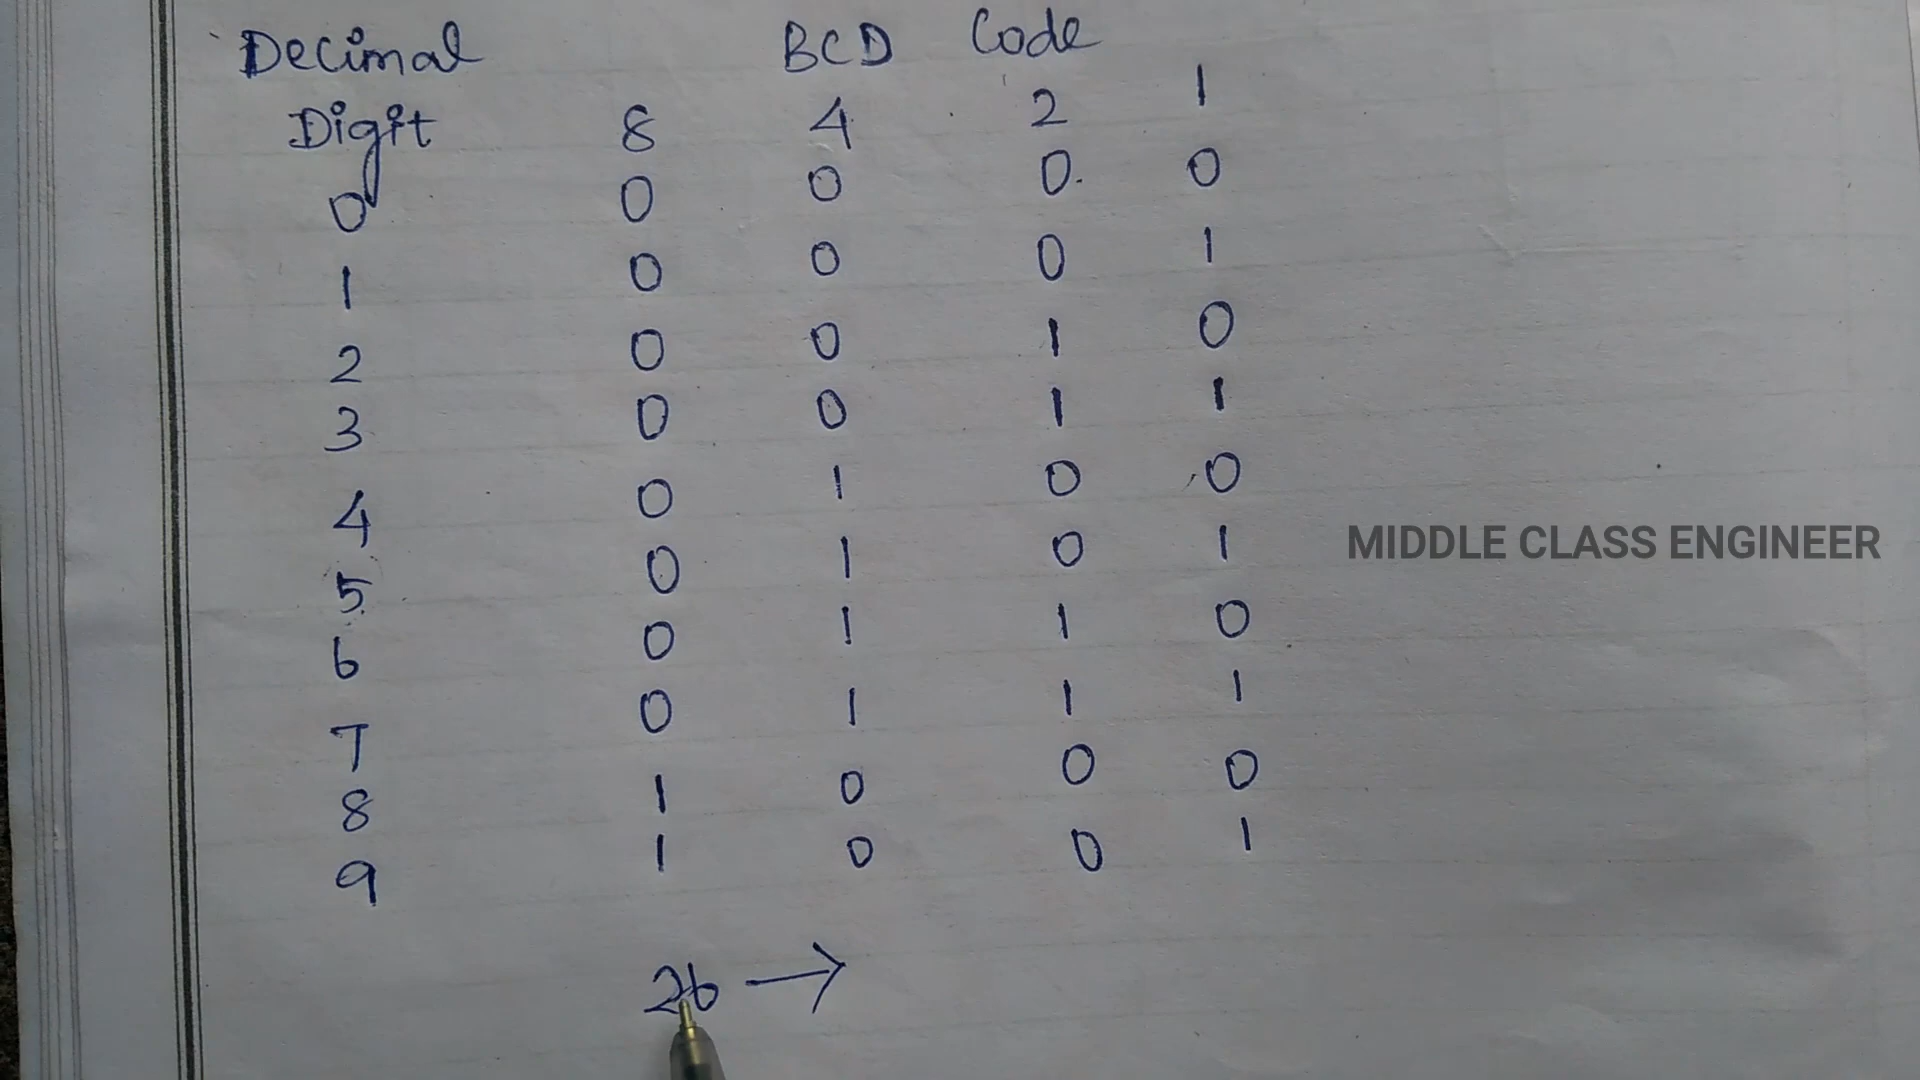 Decimal BCD Code
Digit 8 4 2 1
0 0 0 0 0
1 0 0 0 1
2 0 0 1 0
3 0 0 1 1
4 0 1 0 0
5 0 1 0 1
6 0 1 1 0
7 0 1 1 1
8 1 0 0 0
9 1 0 0 1
26 →
MIDDLE CLASS ENGINEER